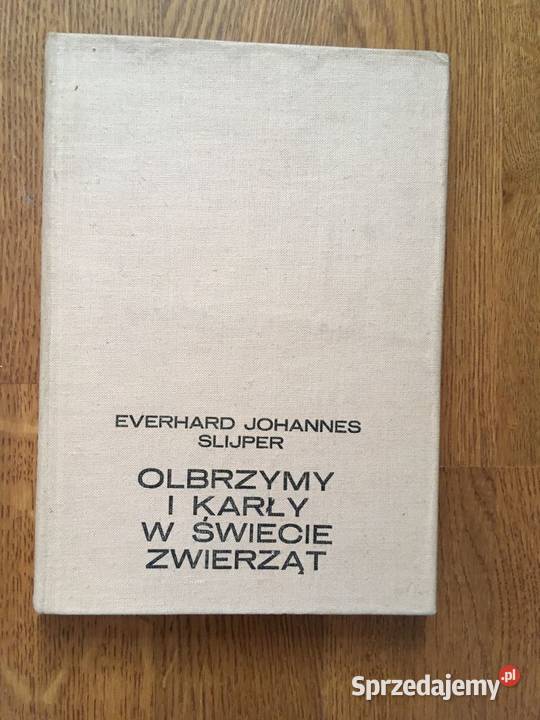 EVERHARD JOHANNES
SLIJPER
OLBRZYMY
I KARŁY
W ŚWIECIE
ZWIERZĄT
Sprzedajemy.pl